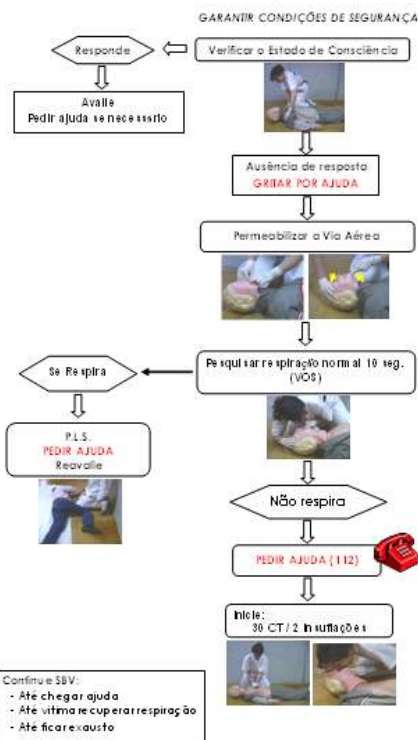 GARANTIR CONDIÇÕES DE SEGURANÇA
Verificar o Estado de Consciência
Responde
Avalie
Pedir ajuda se necessario
Ausência de resposta
GRITAR POR AJUDA
Permeabilizar a Via Aérea
Pesquisar respiração normal 10 seg.
(VOS)
Se Respira
P.L.S.
PEDIR AJUDA
Reavalie
Não respira
PEDIR AJUDA (112)
Inicie:
30 CT / 2 Insuflações
Continue SBV:
- Até chegar ajuda
- Até vitima recuperar respiração
- Até ficar exausto